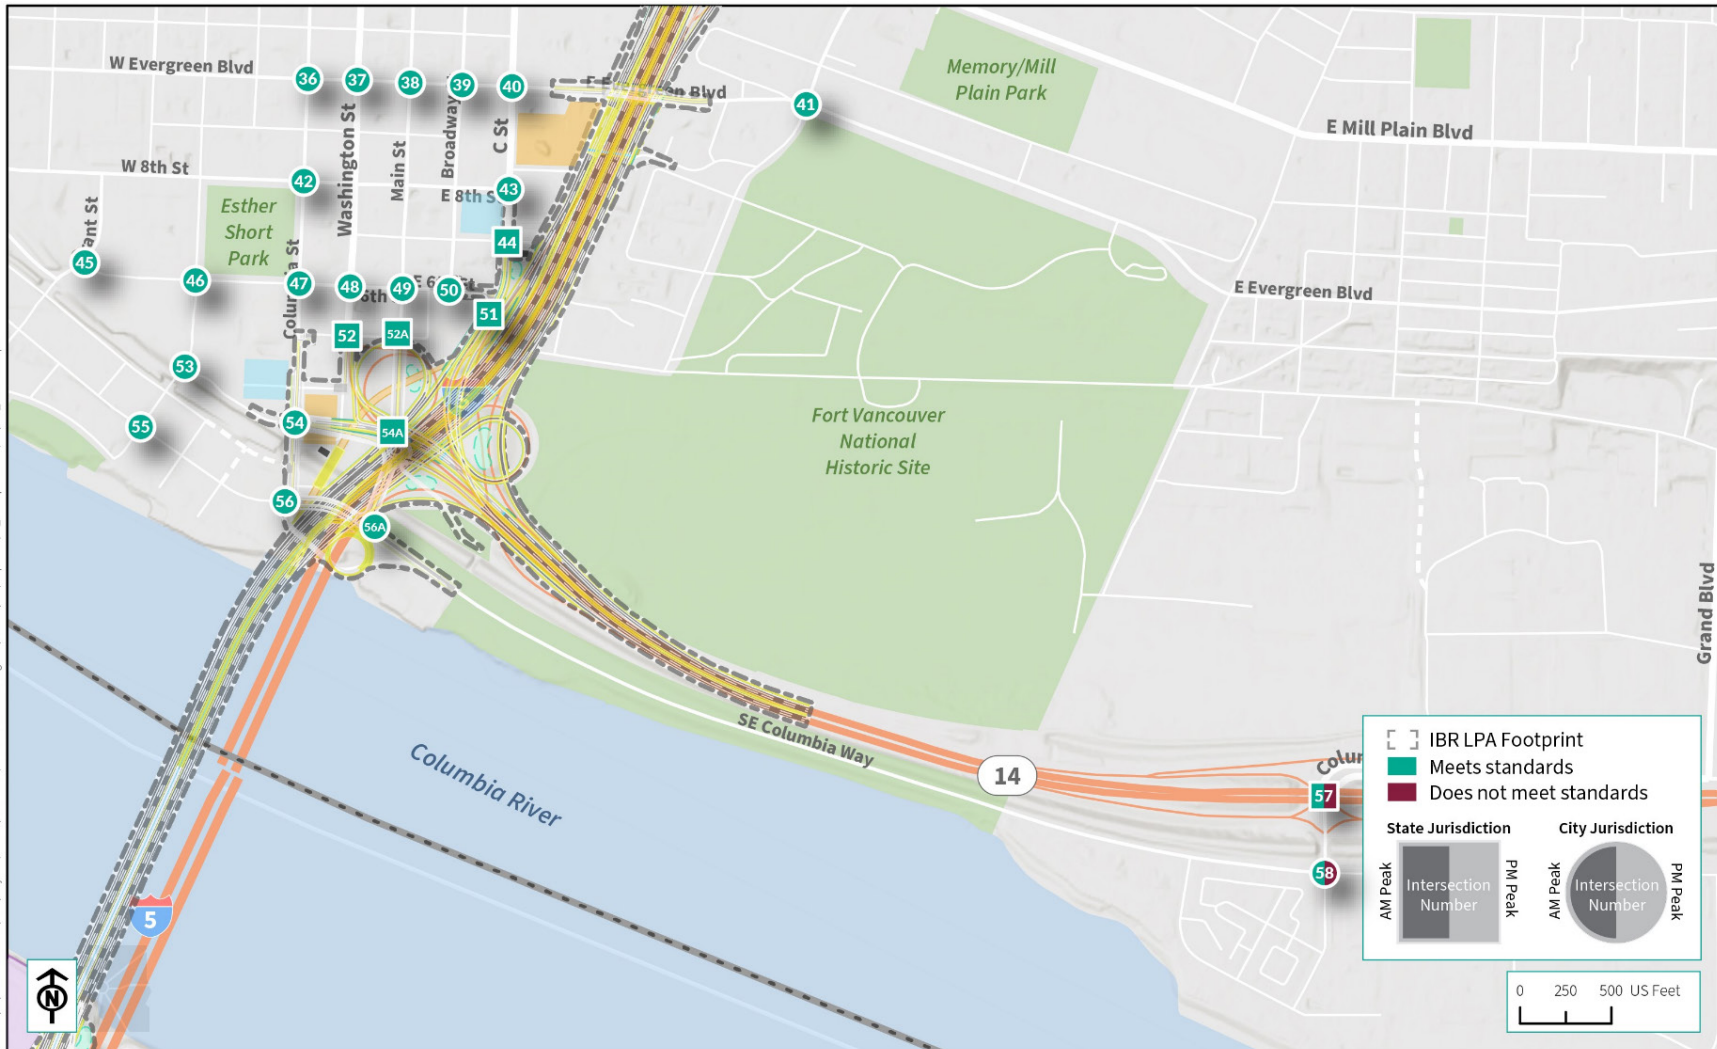 W Evergreen Blvd
36
37
38
39
40
41
Memory/Mill
Plain Park
E Mill Plain Blvd
Washington St
Main St
Broadway
C St
W 8th St
42
E 8th S
43
44
Esther
Short
Park
45
46
47
48
49
50
51
52
52A
E Evergreen Blvd
53
54
54A
55
56
56A
Fort Vancouver
National
Historic Site
Grand Blvd
SE Columbia Way
Columbia River
14
5
57
58
IBR LPA Footprint
Meets standards
Does not meet standards
State Jurisdiction
City Jurisdiction
AM Peak
Intersection
Number
PM Peak
AM Peak
Intersection
Number
PM Peak
N
0 250 500 US Feet